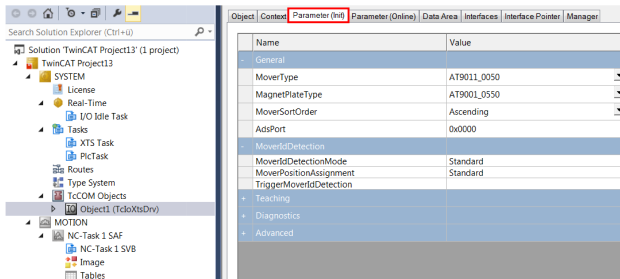 Object Context Parameter (Init) Parameter (Online) Data Area Interfaces Interface Pointer Manager
Search Solution Explorer (Ctrl+ü)
Solution 'TwinCAT Project13' (1 project)
TwinCAT Project13
SYSTEM
License
Real-Time
I/O Idle Task
Tasks
XTS Task
PlcTask
Routes
Type System
TcCOM Objects
Object1 (TcIoXtsDrv)
MOTION
NC-Task 1 SAF
NC-Task 1 SVB
Image
Tables
Name Value
- General
MoverType AT9011_0050
MagnetPlateType AT9001_0550
MoverSortOrder Ascending
AdsPort 0x0000
- MoverIdDetection
MoverIdDetectionMode Standard
MoverPositionAssignment Standard
TriggerMoverIdDetection
+ Teaching
+ Diagnostics
+ Advanced